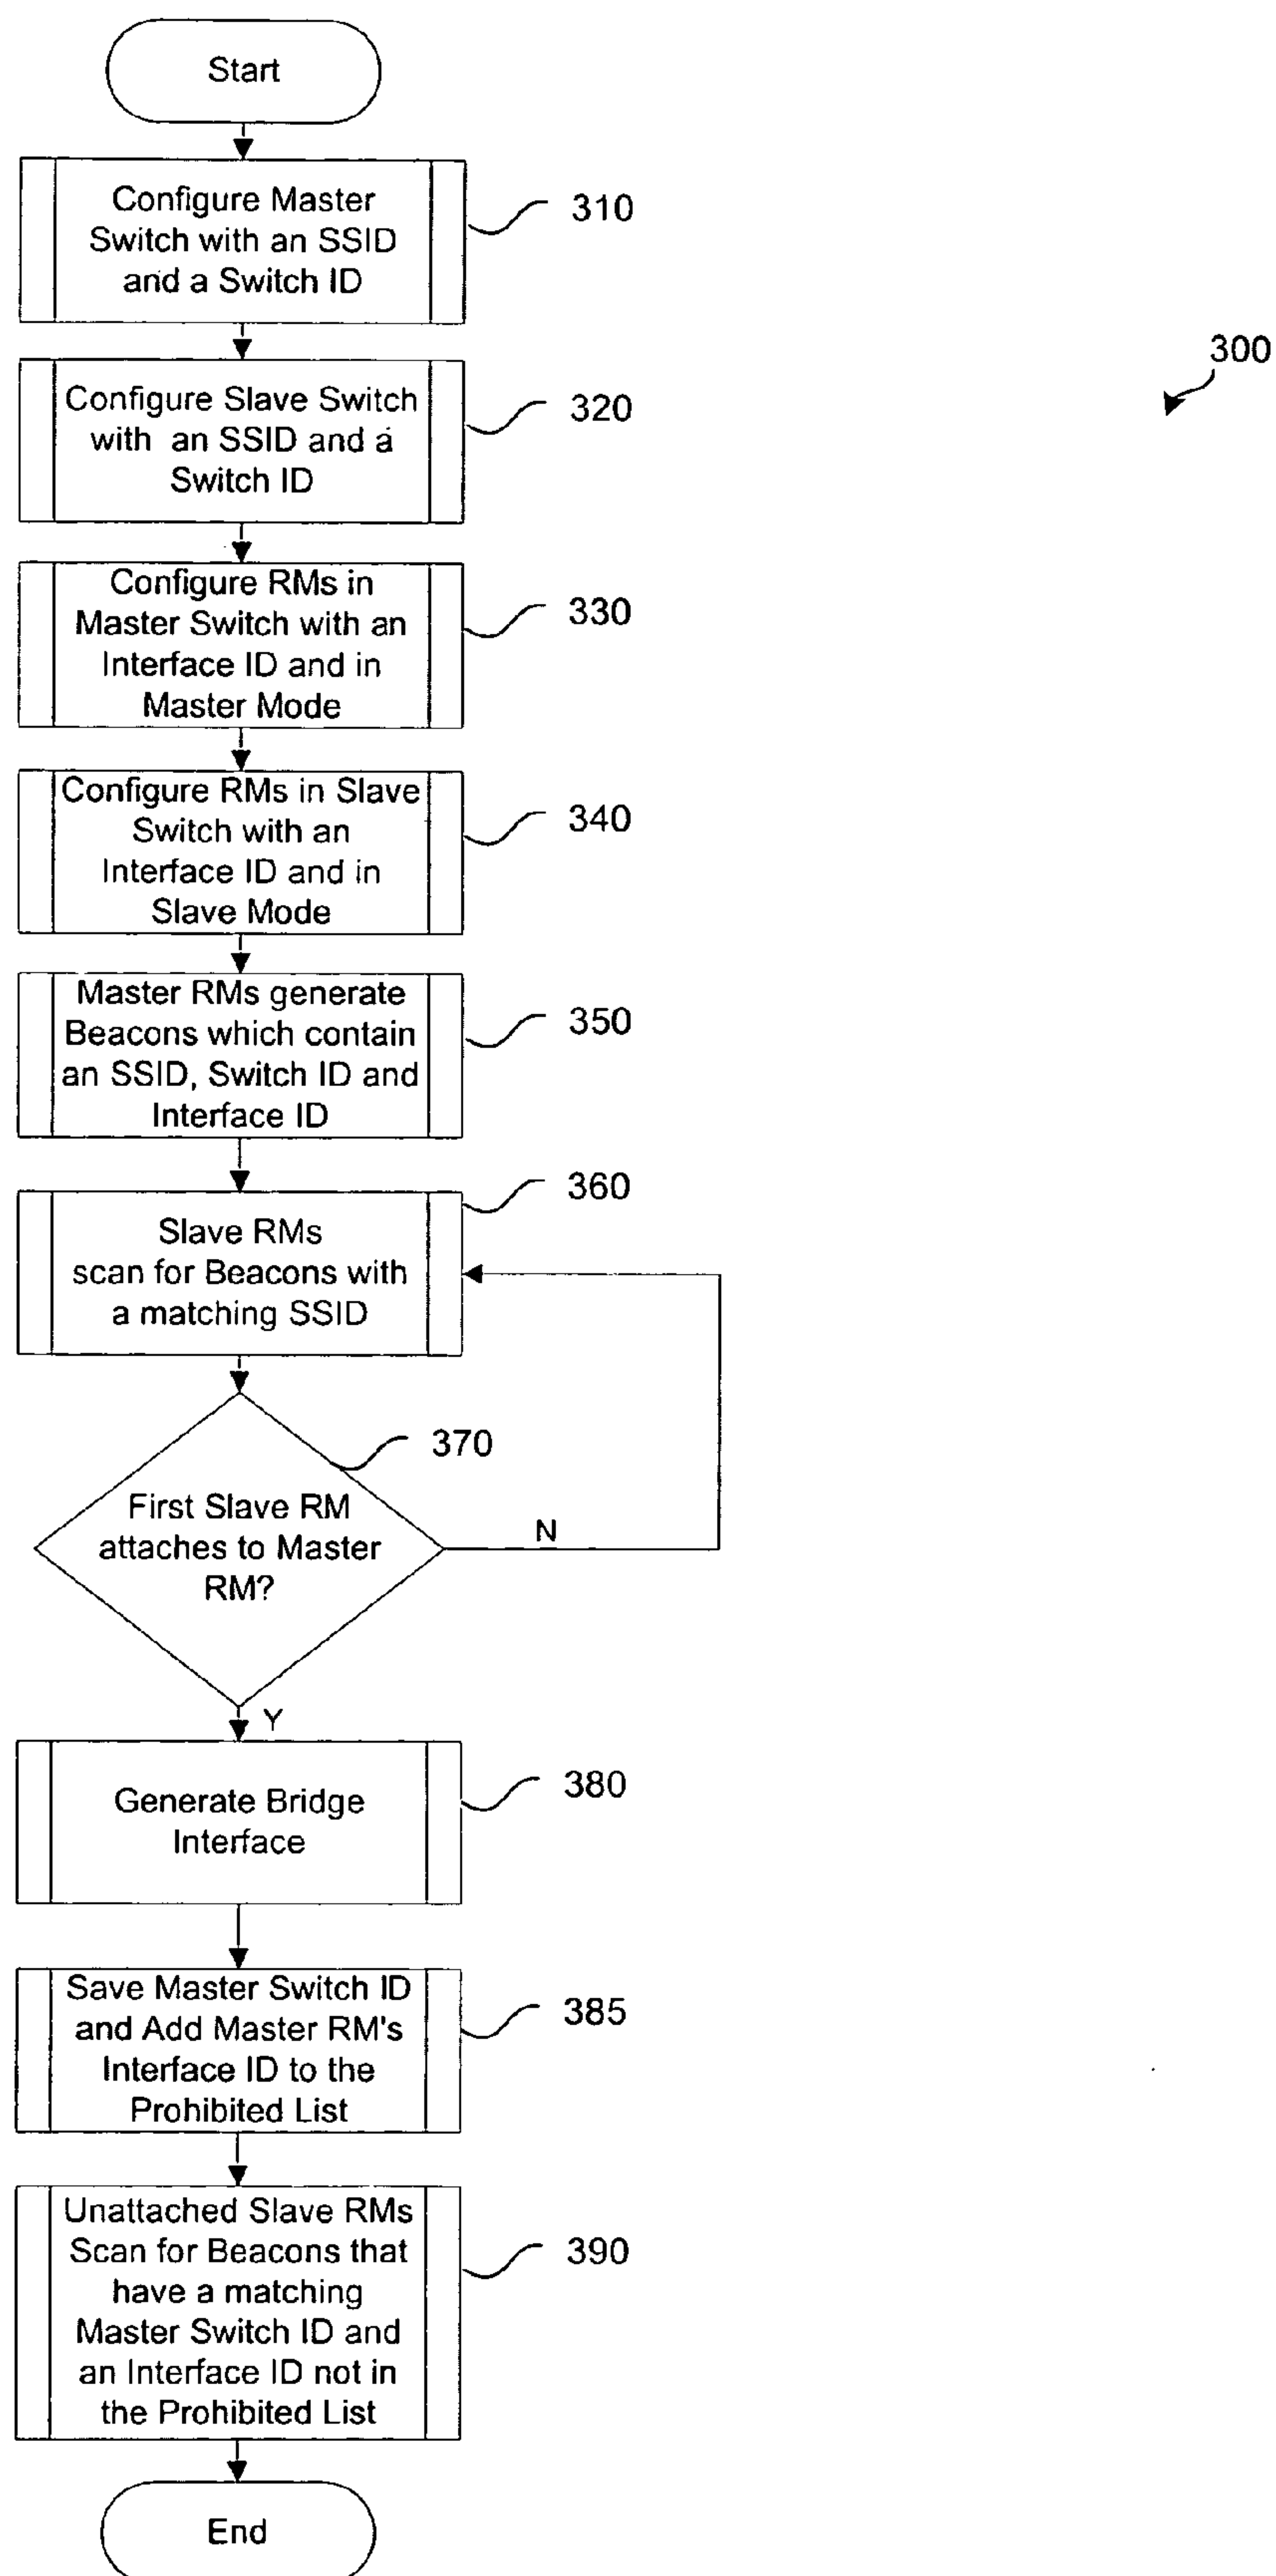 Start
Configure Master
Switch with an SSID
and a Switch ID
310
300
Configure Slave Switch
with an SSID and a
Switch ID
320
Configure RMs in
Master Switch with an
Interface ID and in
Master Mode
330
Configure RMs in Slave
Switch with an
Interface ID and in
Slave Mode
340
Master RMs generate
Beacons which contain
an SSID, Switch ID and
Interface ID
350
360
Slave RMs
scan for Beacons with
a matching SSID
370
First Slave RM
attaches to Master
RM?
N
Y
Generate Bridge
Interface
380
Save Master Switch ID
and Add Master RM's
Interface ID to the
Prohibited List
385
Unattached Slave RMs
Scan for Beacons that
have a matching
Master Switch ID and
an Interface ID not in
the Prohibited List
390
End